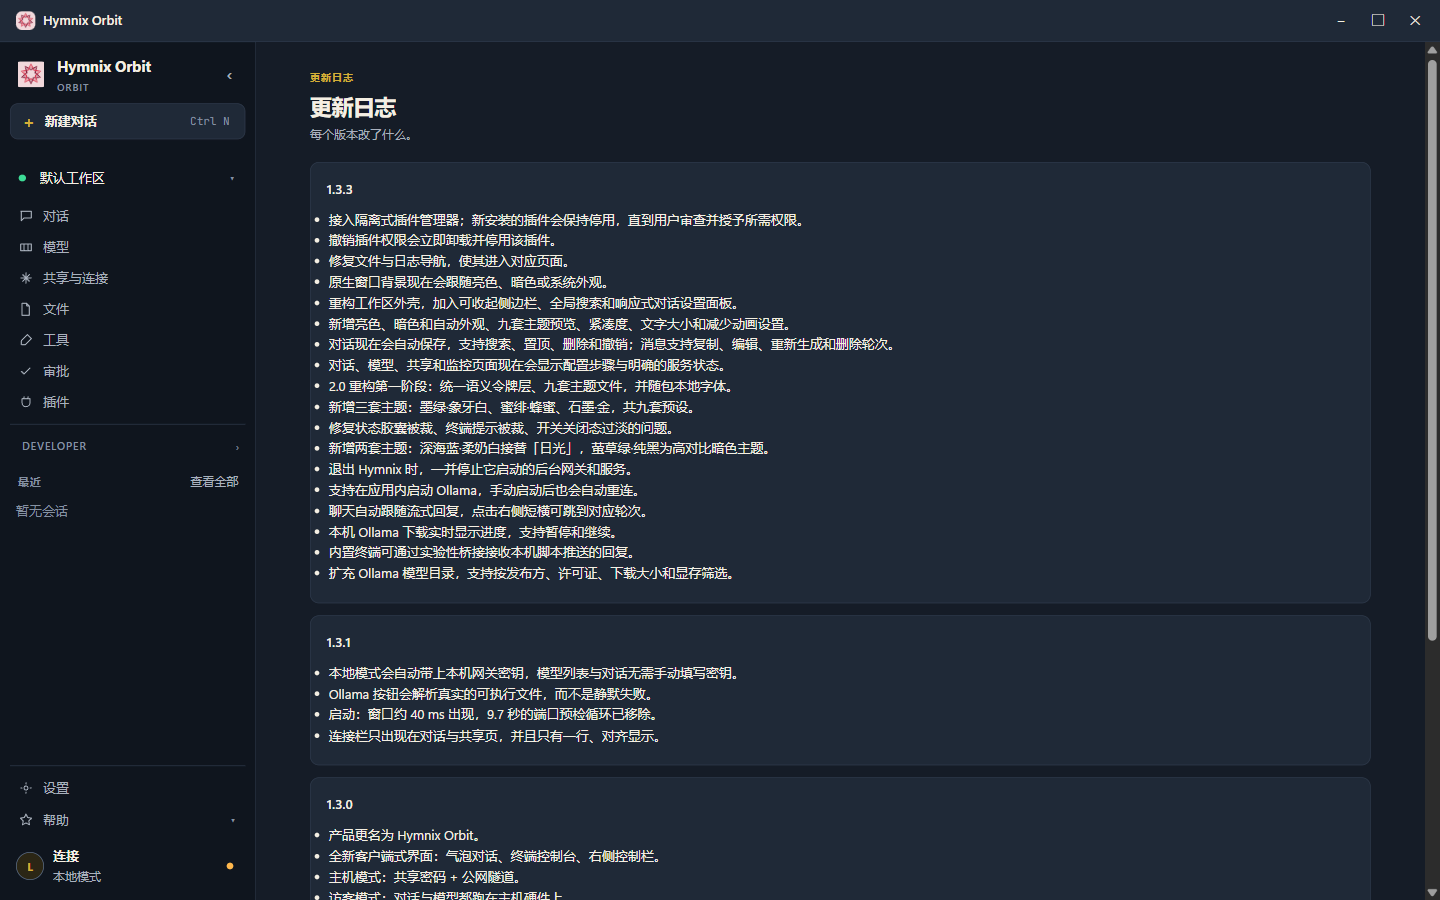 Hymnix Orbit
Hymnix Orbit
ORBIT
+ 新建对话 Ctrl N
默认工作区
对话
模型
共享与连接
文件
工具
审批
插件
DEVELOPER
最近 查看全部
暂无会话
设置
帮助
L
连接
本地模式
更新日志
更新日志
每个版本改了什么。
1.3.3
接入隔离式插件管理器；新安装的插件会保持停用，直到用户审查并授予所需权限。
撤销插件权限会立即卸载并停用该插件。
修复文件与日志导航，使其进入对应页面。
原生窗口背景现在会跟随亮色、暗色或系统外观。
重构工作区外壳，加入可收起侧边栏、全局搜索和响应式对话设置面板。
新增亮色、暗色和自动外观、九套主题预览、紧凑度、文字大小和减少动画设置。
对话现在会自动保存，支持搜索、置顶、删除和撤销；消息支持复制、编辑、重新生成和删除轮次。
对话、模型、共享和监控页面现在会显示配置步骤与明确的服务状态。
2.0 重构第一阶段：统一语义令牌层、九套主题文件，并随包本地字体。
新增三套主题：墨绿·象牙白、蜜绯·蜂蜜、石墨·金，共九套预设。
修复状态胶囊被裁、终端提示被裁、开关关闭态过淡的问题。
新增两套主题：深海蓝·柔奶白接替「日光」，萤草绿·纯黑为高对比暗色主题。
退出 Hymnix 时，一并停止它启动的后台网关和服务。
支持在应用内启动 Ollama，手动启动后也会自动重连。
聊天自动跟随流式回复，点击右侧短横可跳到对应轮次。
本机 Ollama 下载实时显示进度，支持暂停和继续。
内置终端可通过实验性桥接接收本机脚本推送的回复。
扩充 Ollama 模型目录，支持按发布方、许可证、下载大小和显存筛选。
1.3.1
本地模式会自动带上本机网关密钥，模型列表与对话无需手动填写密钥。
Ollama 按钮会解析真实的可执行文件，而不是静默失败。
启动：窗口约 40 ms 出现，9.7 秒的端口预检循环已移除。
连接栏只出现在对话与共享页，并且只有一行、对齐显示。
1.3.0
产品更名为 Hymnix Orbit。
全新客户端式界面：气泡对话、终端控制台、右侧控制栏。
主机模式：共享密码 + 公网隧道。
访客模式：对话与模型都跑在主机硬件上。